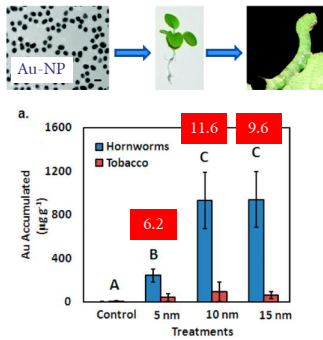 Au-NP
a.
1600
1200
800
400
0
Au Accumulated
(µg g⁻¹)
Hornworms
Tobacco
11.6
9.6
6.2
A
B
C
C
Control
5 nm
10 nm
15 nm
Treatments